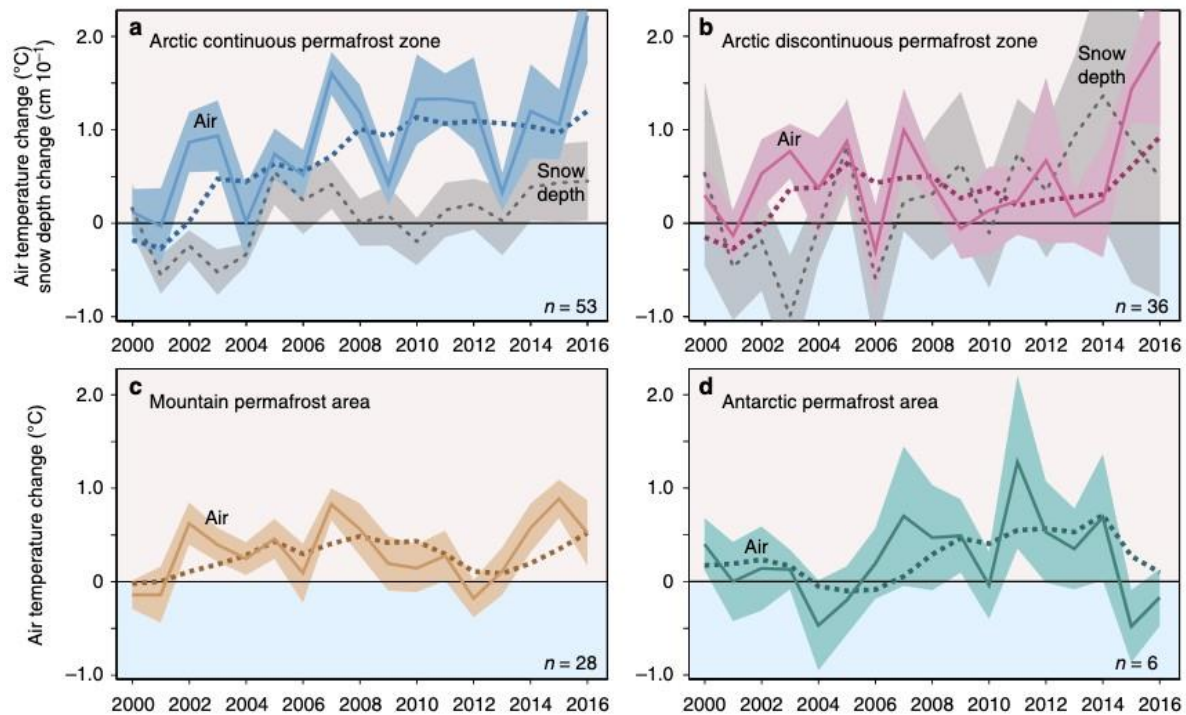 Air temperature change (°C)
snow depth change (cm 10⁻¹)
a Arctic continuous permafrost zone
2.0
1.0
0
−1.0
Air
Snow
depth
n = 53
2000 2002 2004 2006 2008 2010 2012 2014 2016
b Arctic discontinuous permafrost zone
2.0
1.0
0
−1.0
Snow
depth
Air
n = 36
2000 2002 2004 2006 2008 2010 2012 2014 2016
Air temperature change (°C)
c Mountain permafrost area
2.0
1.0
0
−1.0
Air
n = 28
2000 2002 2004 2006 2008 2010 2012 2014 2016
d Antarctic permafrost area
2.0
1.0
0
−1.0
Air
n = 6
2000 2002 2004 2006 2008 2010 2012 2014 2016